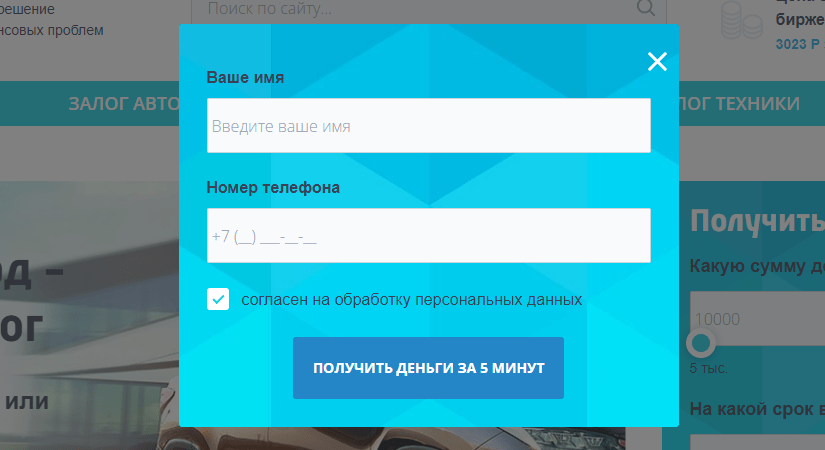 решение
нсовых проблем
Поиск по сайту...
бирже
3023 Р
ЗАЛОГ АВТО
ЛОГ ТЕХНИКИ
Ваше имя
Введите ваше имя
Номер телефона
+7 (__) ___-__-__
согласен на обработку персональных данных
ПОЛУЧИТЬ ДЕНЬГИ ЗА 5 МИНУТ
од –
ог
или
Получить
Какую сумму де
10000
5 тыс.
На какой срок в